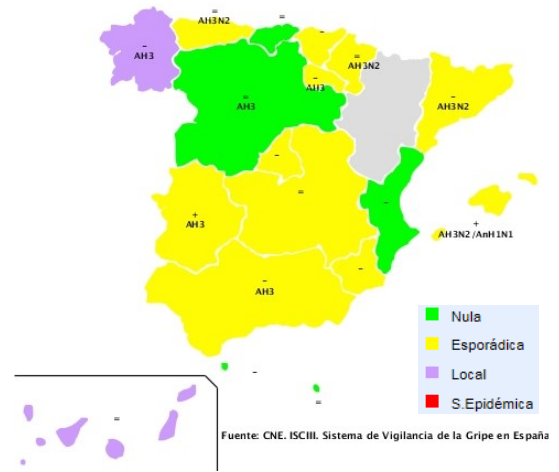 =
AH3N2
=
–
–
AH3
=
AH3N2
–
AH3
=
AH3
–
AH3N2
–
=
–
+
AH3
+
AH3N2/AnH1N1
–
–
AH3
–
=
=
Nula
Esporádica
Local
S.Epidémica
Fuente: CNE. ISCIII. Sistema de Vigilancia de la Gripe en España